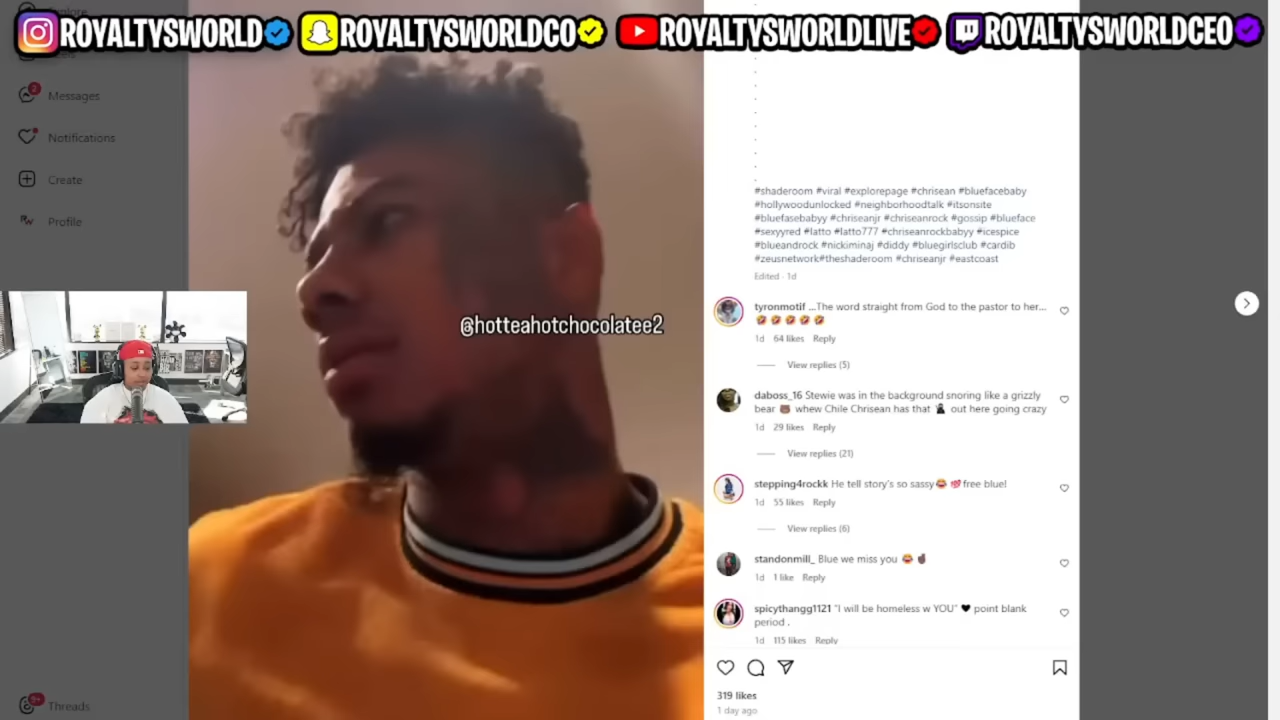 ROYALTYSWORLD ROYALTYSWORLDCO ROYALTYSWORLDLIVE ROYALTYSWORLDCEO
2
Messages
Notifications
Create
Profile
9+
Threads
@hotteahotchocolatee2
#shaderoom #viral #explorepage #chrisean #bluefacebaby
#hollywoodunlocked #neighborhoodtalk #itsonsite
#bluefasebabyy #chriseanjr #chriseanrock #gossip #blueface
#sexyyred #latto #latto777 #chriseanrockbabyy #icespice
#blueandrock #nickiminaj #diddy #bluegirlsclub #cardib
#zeusnetwork#theshaderoom #chriseanjr #eastcoast
Edited · 1d
tyronmotif ...The word straight from God to the pastor to her...
🤣 🤣 🤣 🤣 🤣
1d 64 likes Reply
View replies (5)
daboss_16 Stewie was in the background snoring like a grizzly
bear 🐻 whew Chile Chrisean has that out here going crazy
1d 29 likes Reply
View replies (21)
stepping4rockk He tell story's so sassy😂 💯free blue!
1d 55 likes Reply
View replies (6)
standonmill_ Blue we miss you 😂
1d 1 like Reply
spicythangg1121 "I will be homeless w YOU" 🖤 point blank
period .
1d 115 likes Reply
319 likes
1 day ago